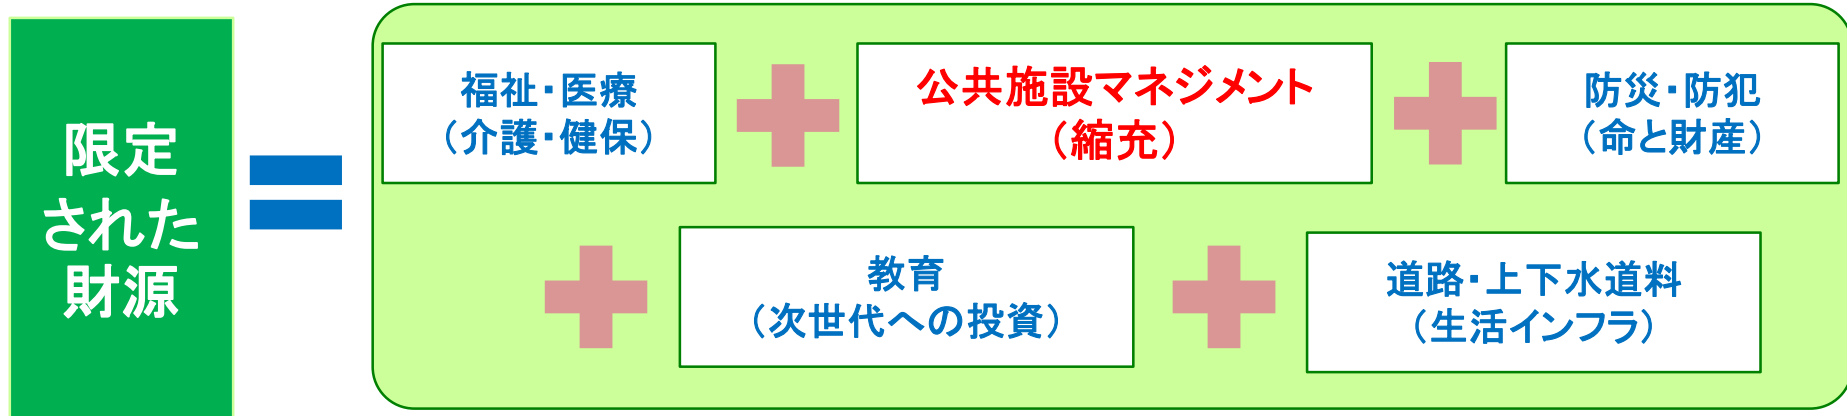 限定
された
財源
福祉・医療
（介護・健保）
公共施設マネジメント
（縮充）
防災・防犯
（命と財産）
教育
（次世代への投資）
道路・上下水道料
（生活インフラ）